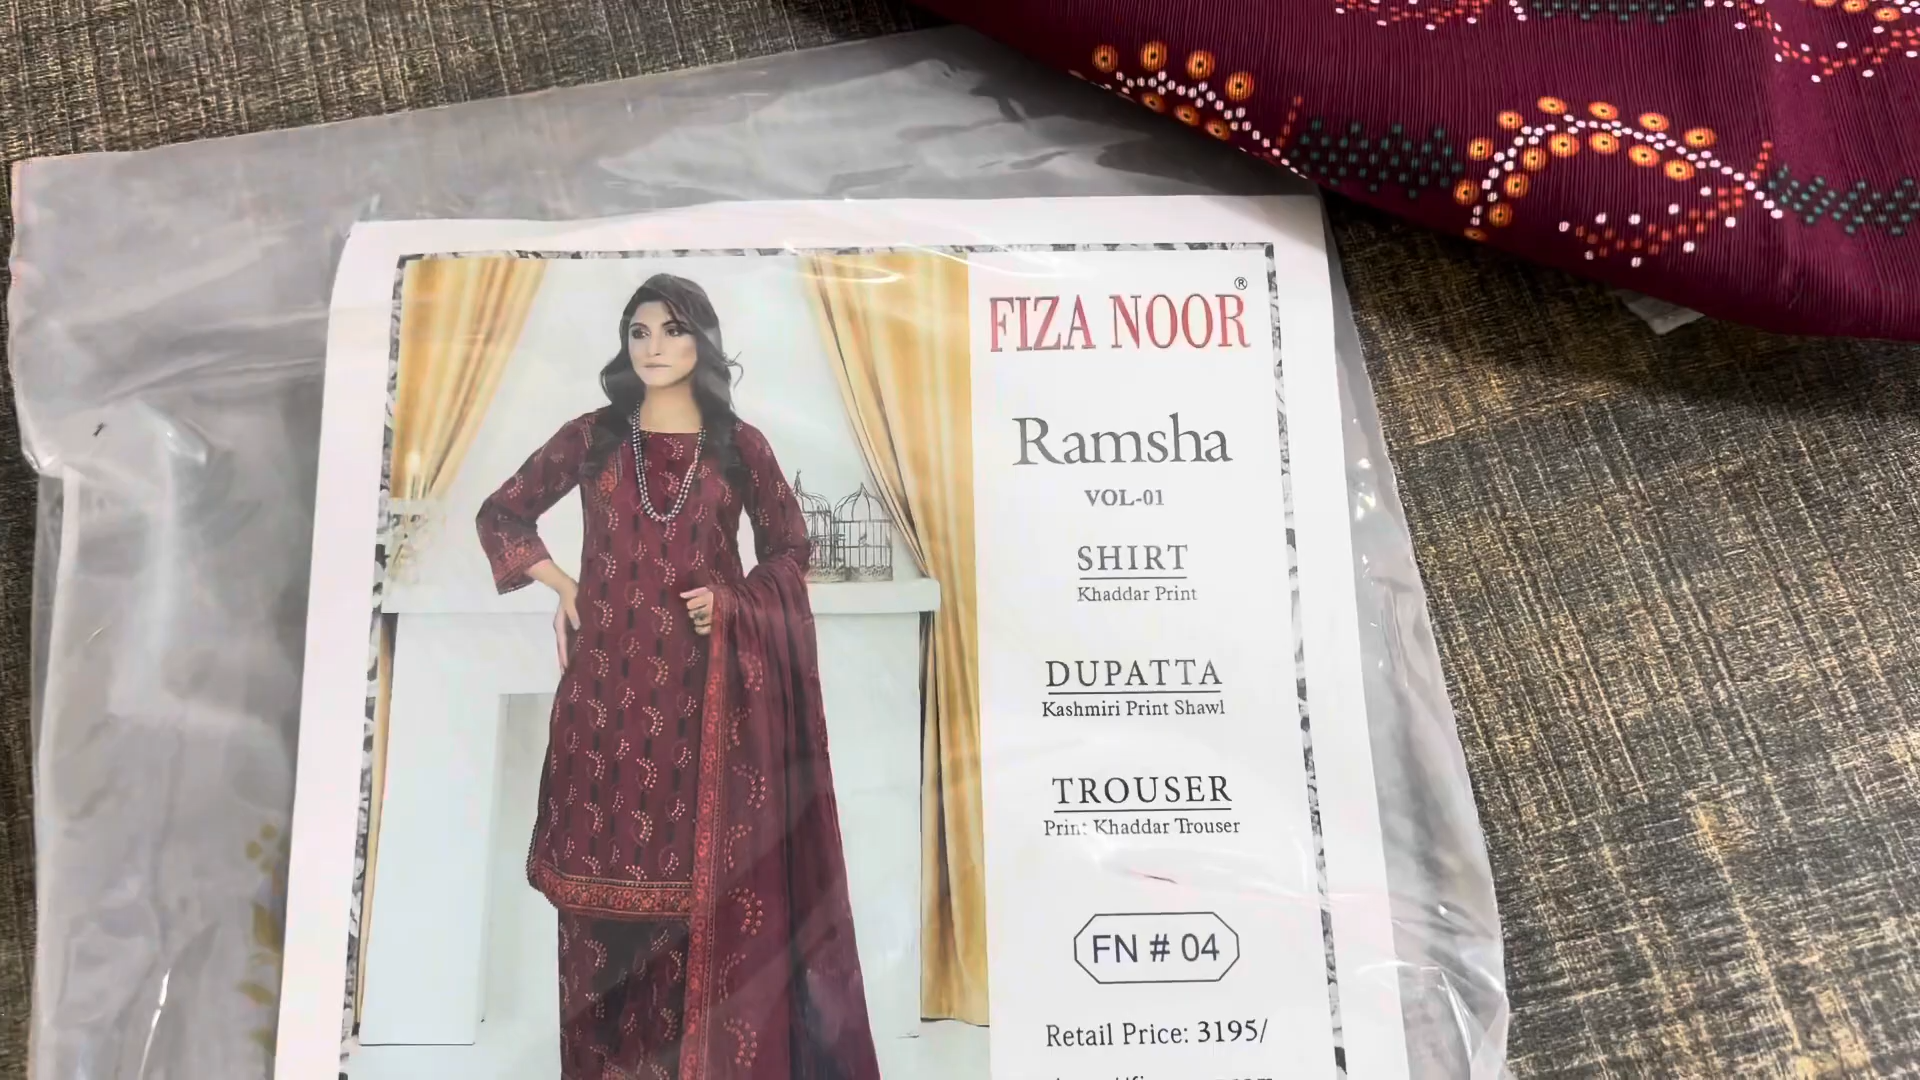 FIZA NOOR®
Ramsha
VOL-01
SHIRT
Khaddar Print
DUPATTA
Kashmiri Print Shawl
TROUSER
Print Khaddar Trouser
FN # 04
Retail Price: 3195/